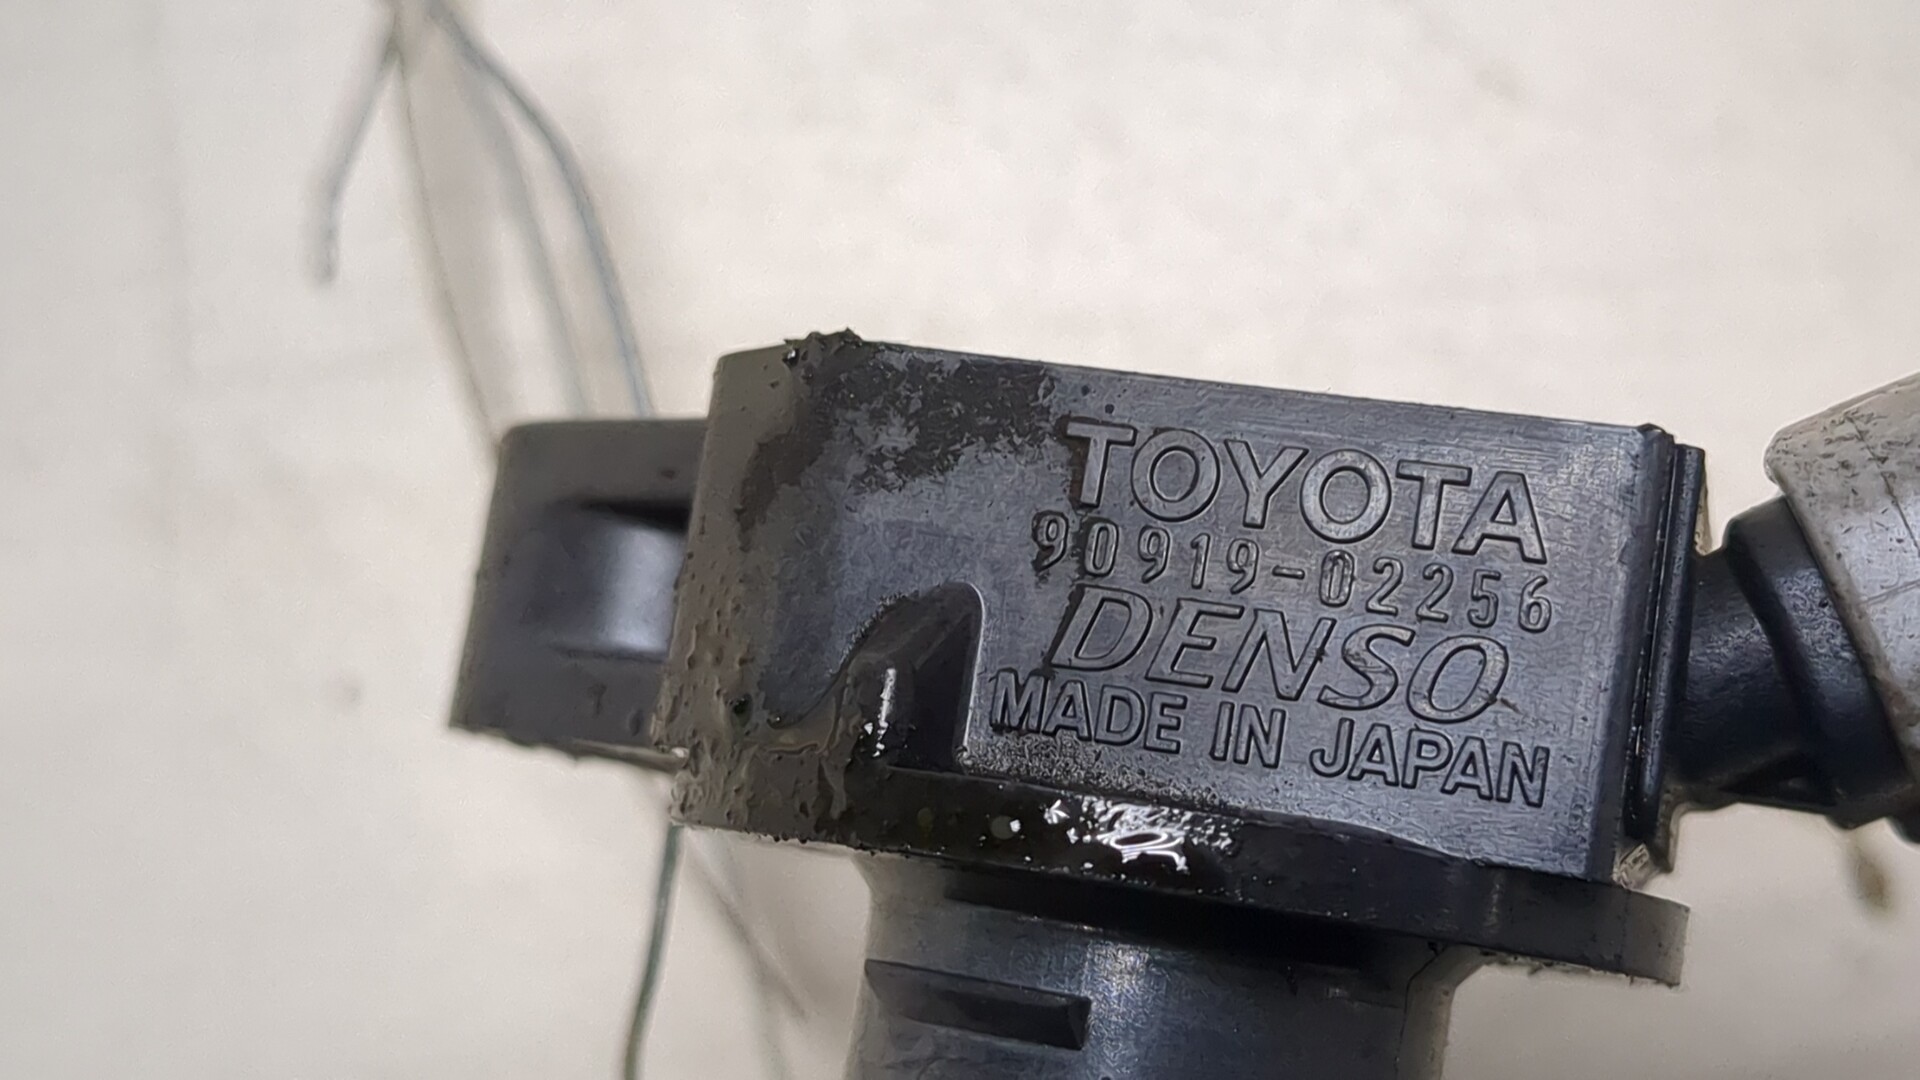 TOYOTA
90919-02256
DENSO
MADE IN JAPAN